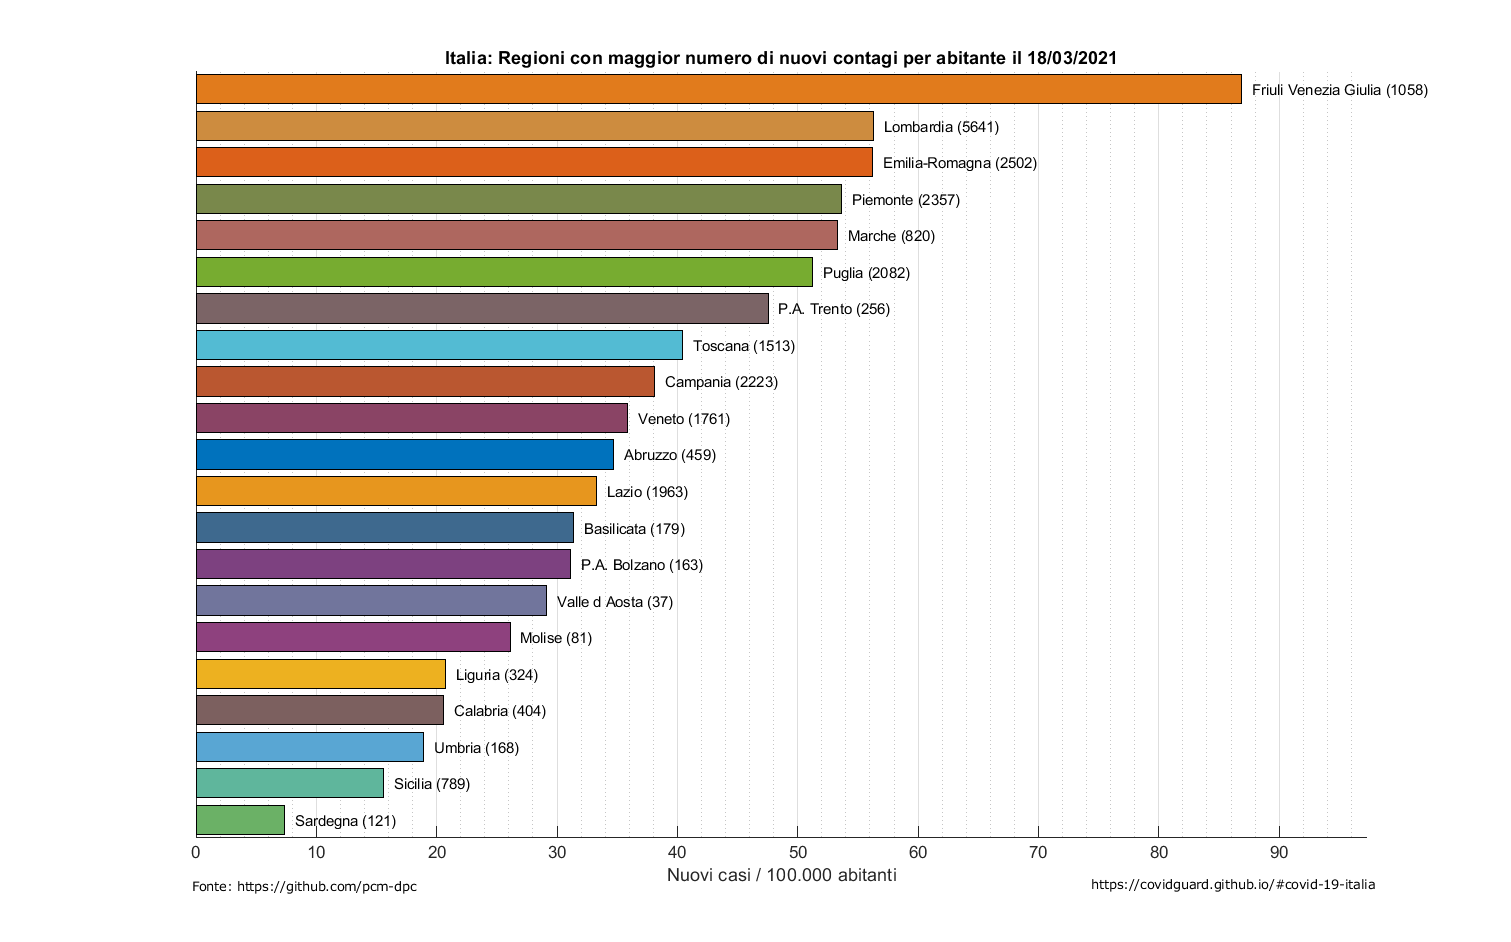 Italia: Regioni con maggior numero di nuovi contagi per abitante il 18/03/2021
Friuli Venezia Giulia (1058)
Lombardia (5641)
Emilia-Romagna (2502)
Piemonte (2357)
Marche (820)
Puglia (2082)
P.A. Trento (256)
Toscana (1513)
Campania (2223)
Veneto (1761)
Abruzzo (459)
Lazio (1963)
Basilicata (179)
P.A. Bolzano (163)
Valle d Aosta (37)
Molise (81)
Liguria (324)
Calabria (404)
Umbria (168)
Sicilia (789)
Sardegna (121)
0 10 20 30 40 50 60 70 80 90
Nuovi casi / 100.000 abitanti
Fonte: https://github.com/pcm-dpc
https://covidguard.github.io/#covid-19-italia